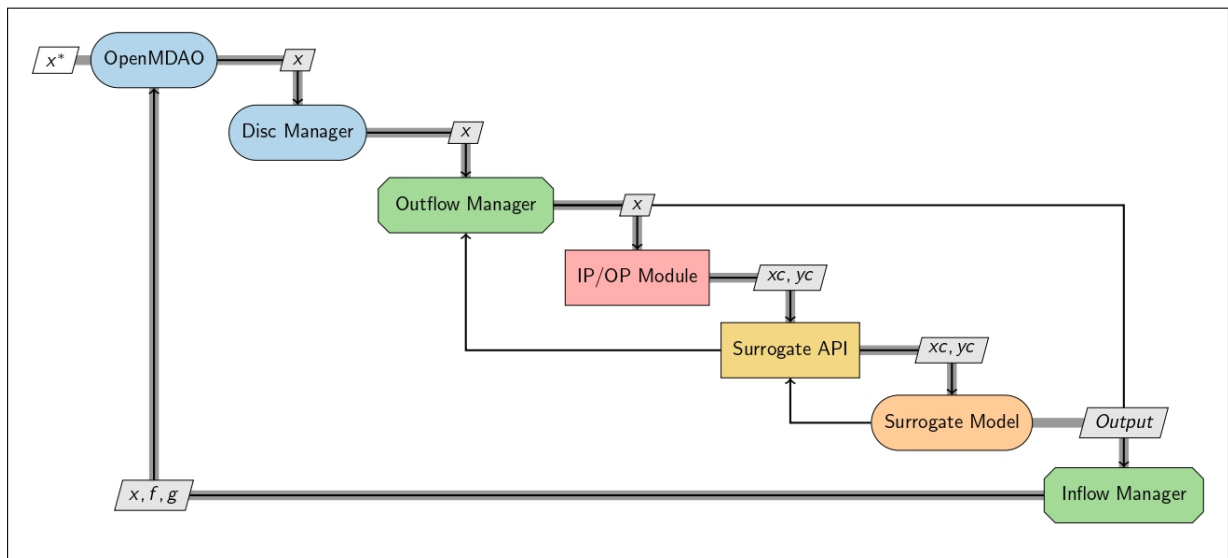 x*
OpenMDAO
x
Disc Manager
x
Outflow Manager
x
IP/OP Module
xc, yc
Surrogate API
xc, yc
Surrogate Model
Output
x, f, g
Inflow Manager